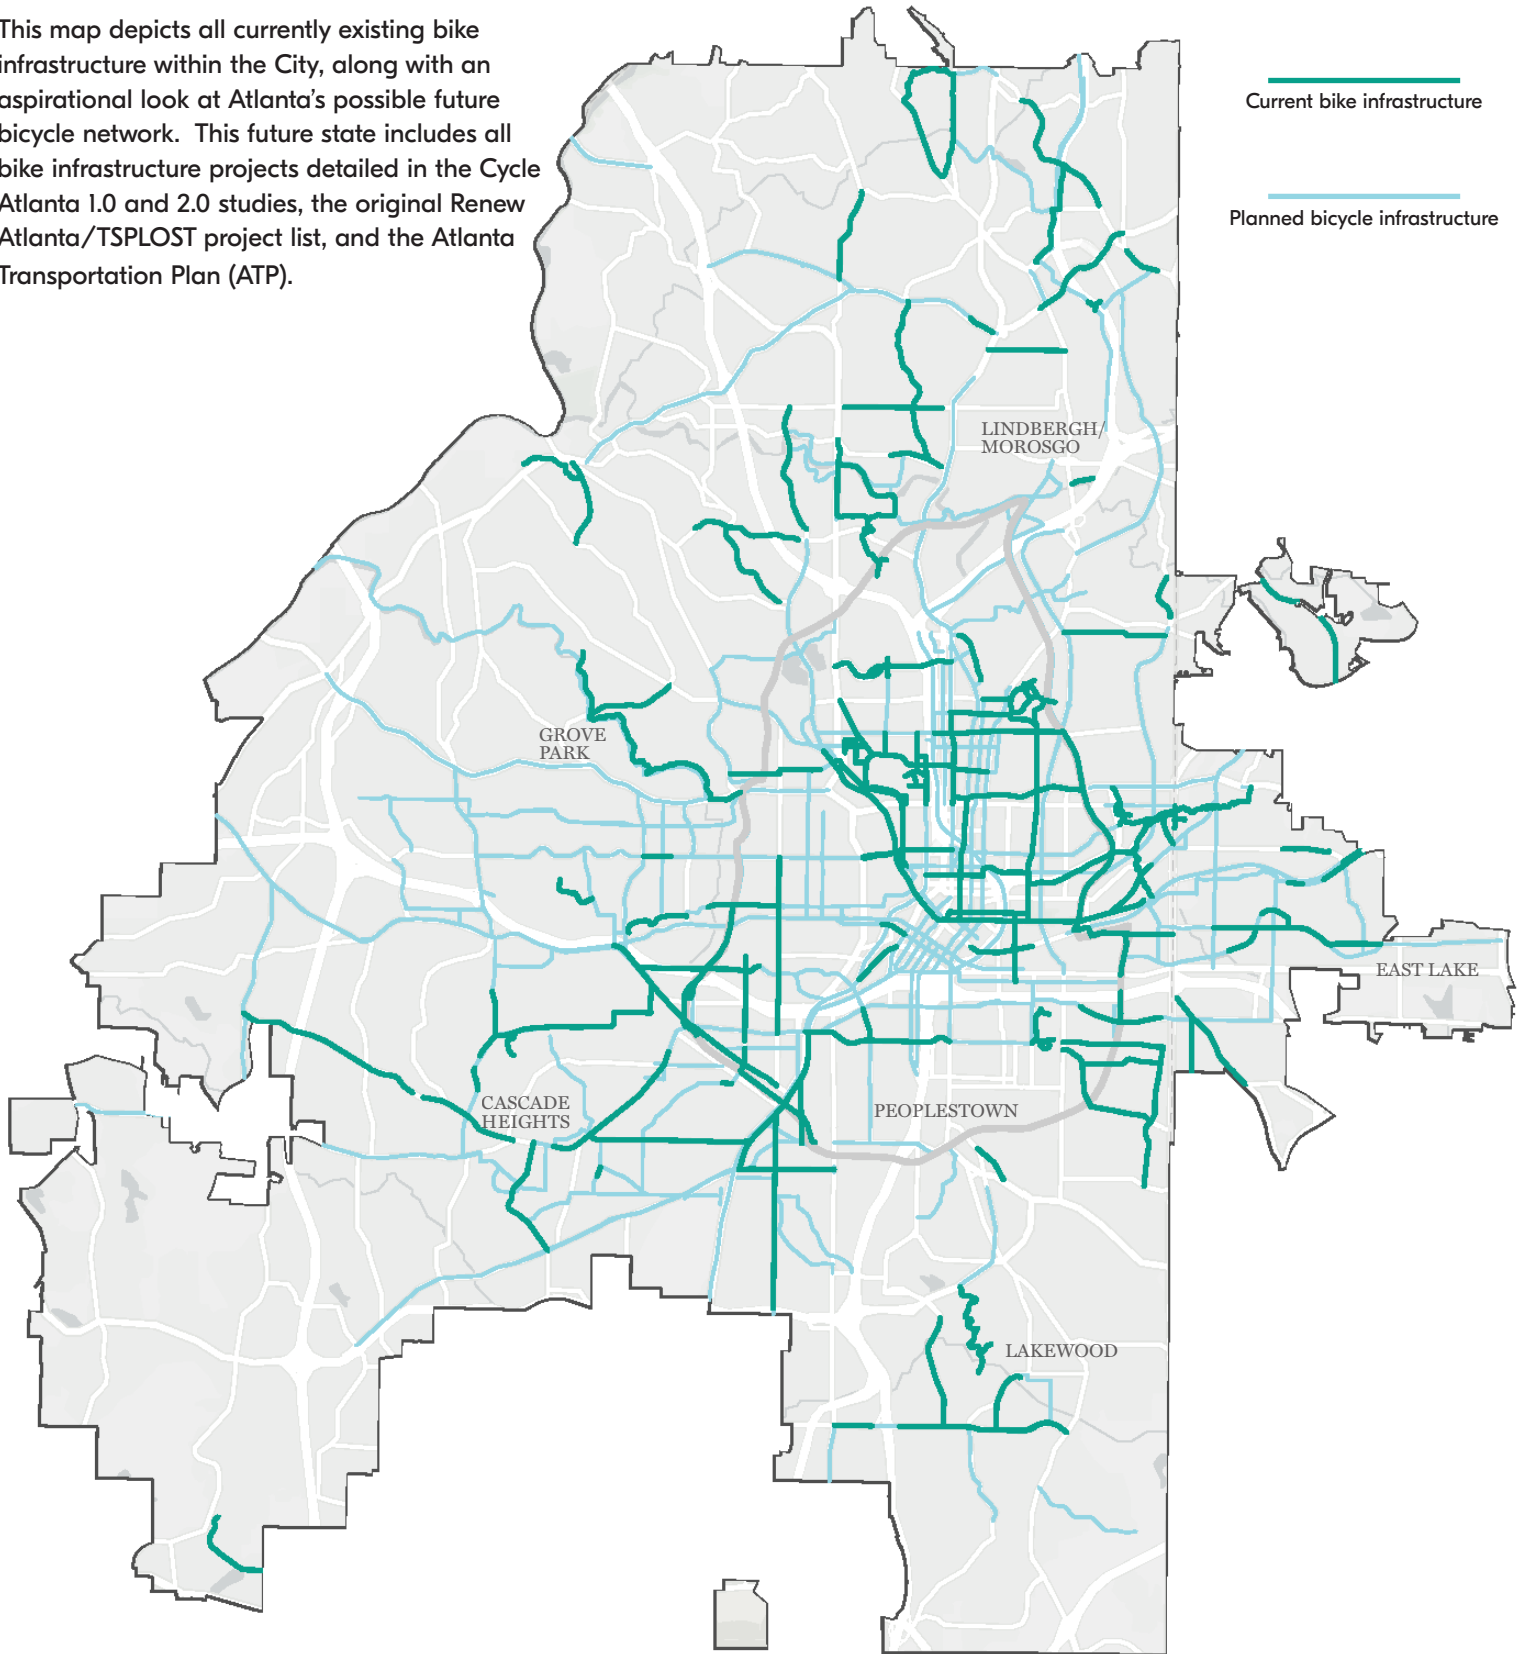 This map depicts all currently existing bike
infrastructure within the City, along with an
aspirational look at Atlanta's possible future
bicycle network.  This future state includes all
bike infrastructure projects detailed in the Cycle
Atlanta 1.0 and 2.0 studies, the original Renew
Atlanta/TSPLOST project list, and the Atlanta
Transportation Plan (ATP).
Current bike infrastructure
Planned bicycle infrastructure
LINDBERGH/
MOROSGO
GROVE
PARK
EAST LAKE
CASCADE
HEIGHTS
PEOPLESTOWN
LAKEWOOD